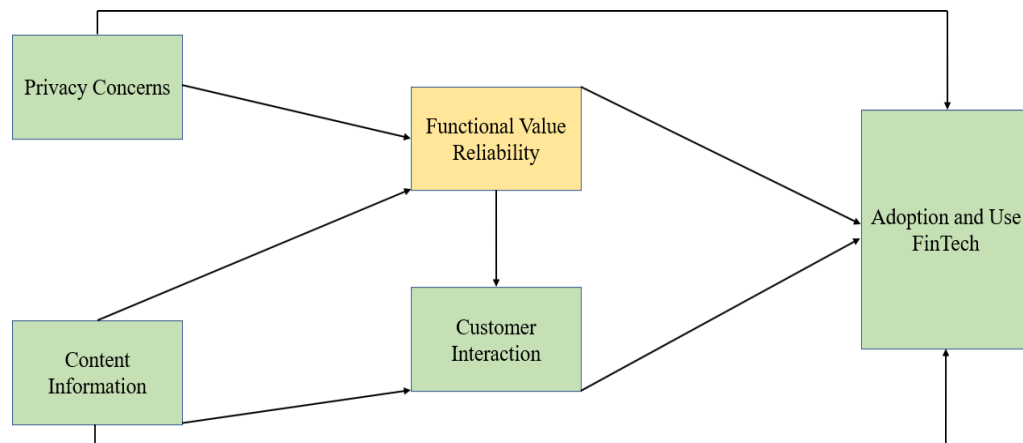 Privacy Concerns
Functional Value
Reliability
Adoption and Use
FinTech
Customer
Interaction
Content
Information